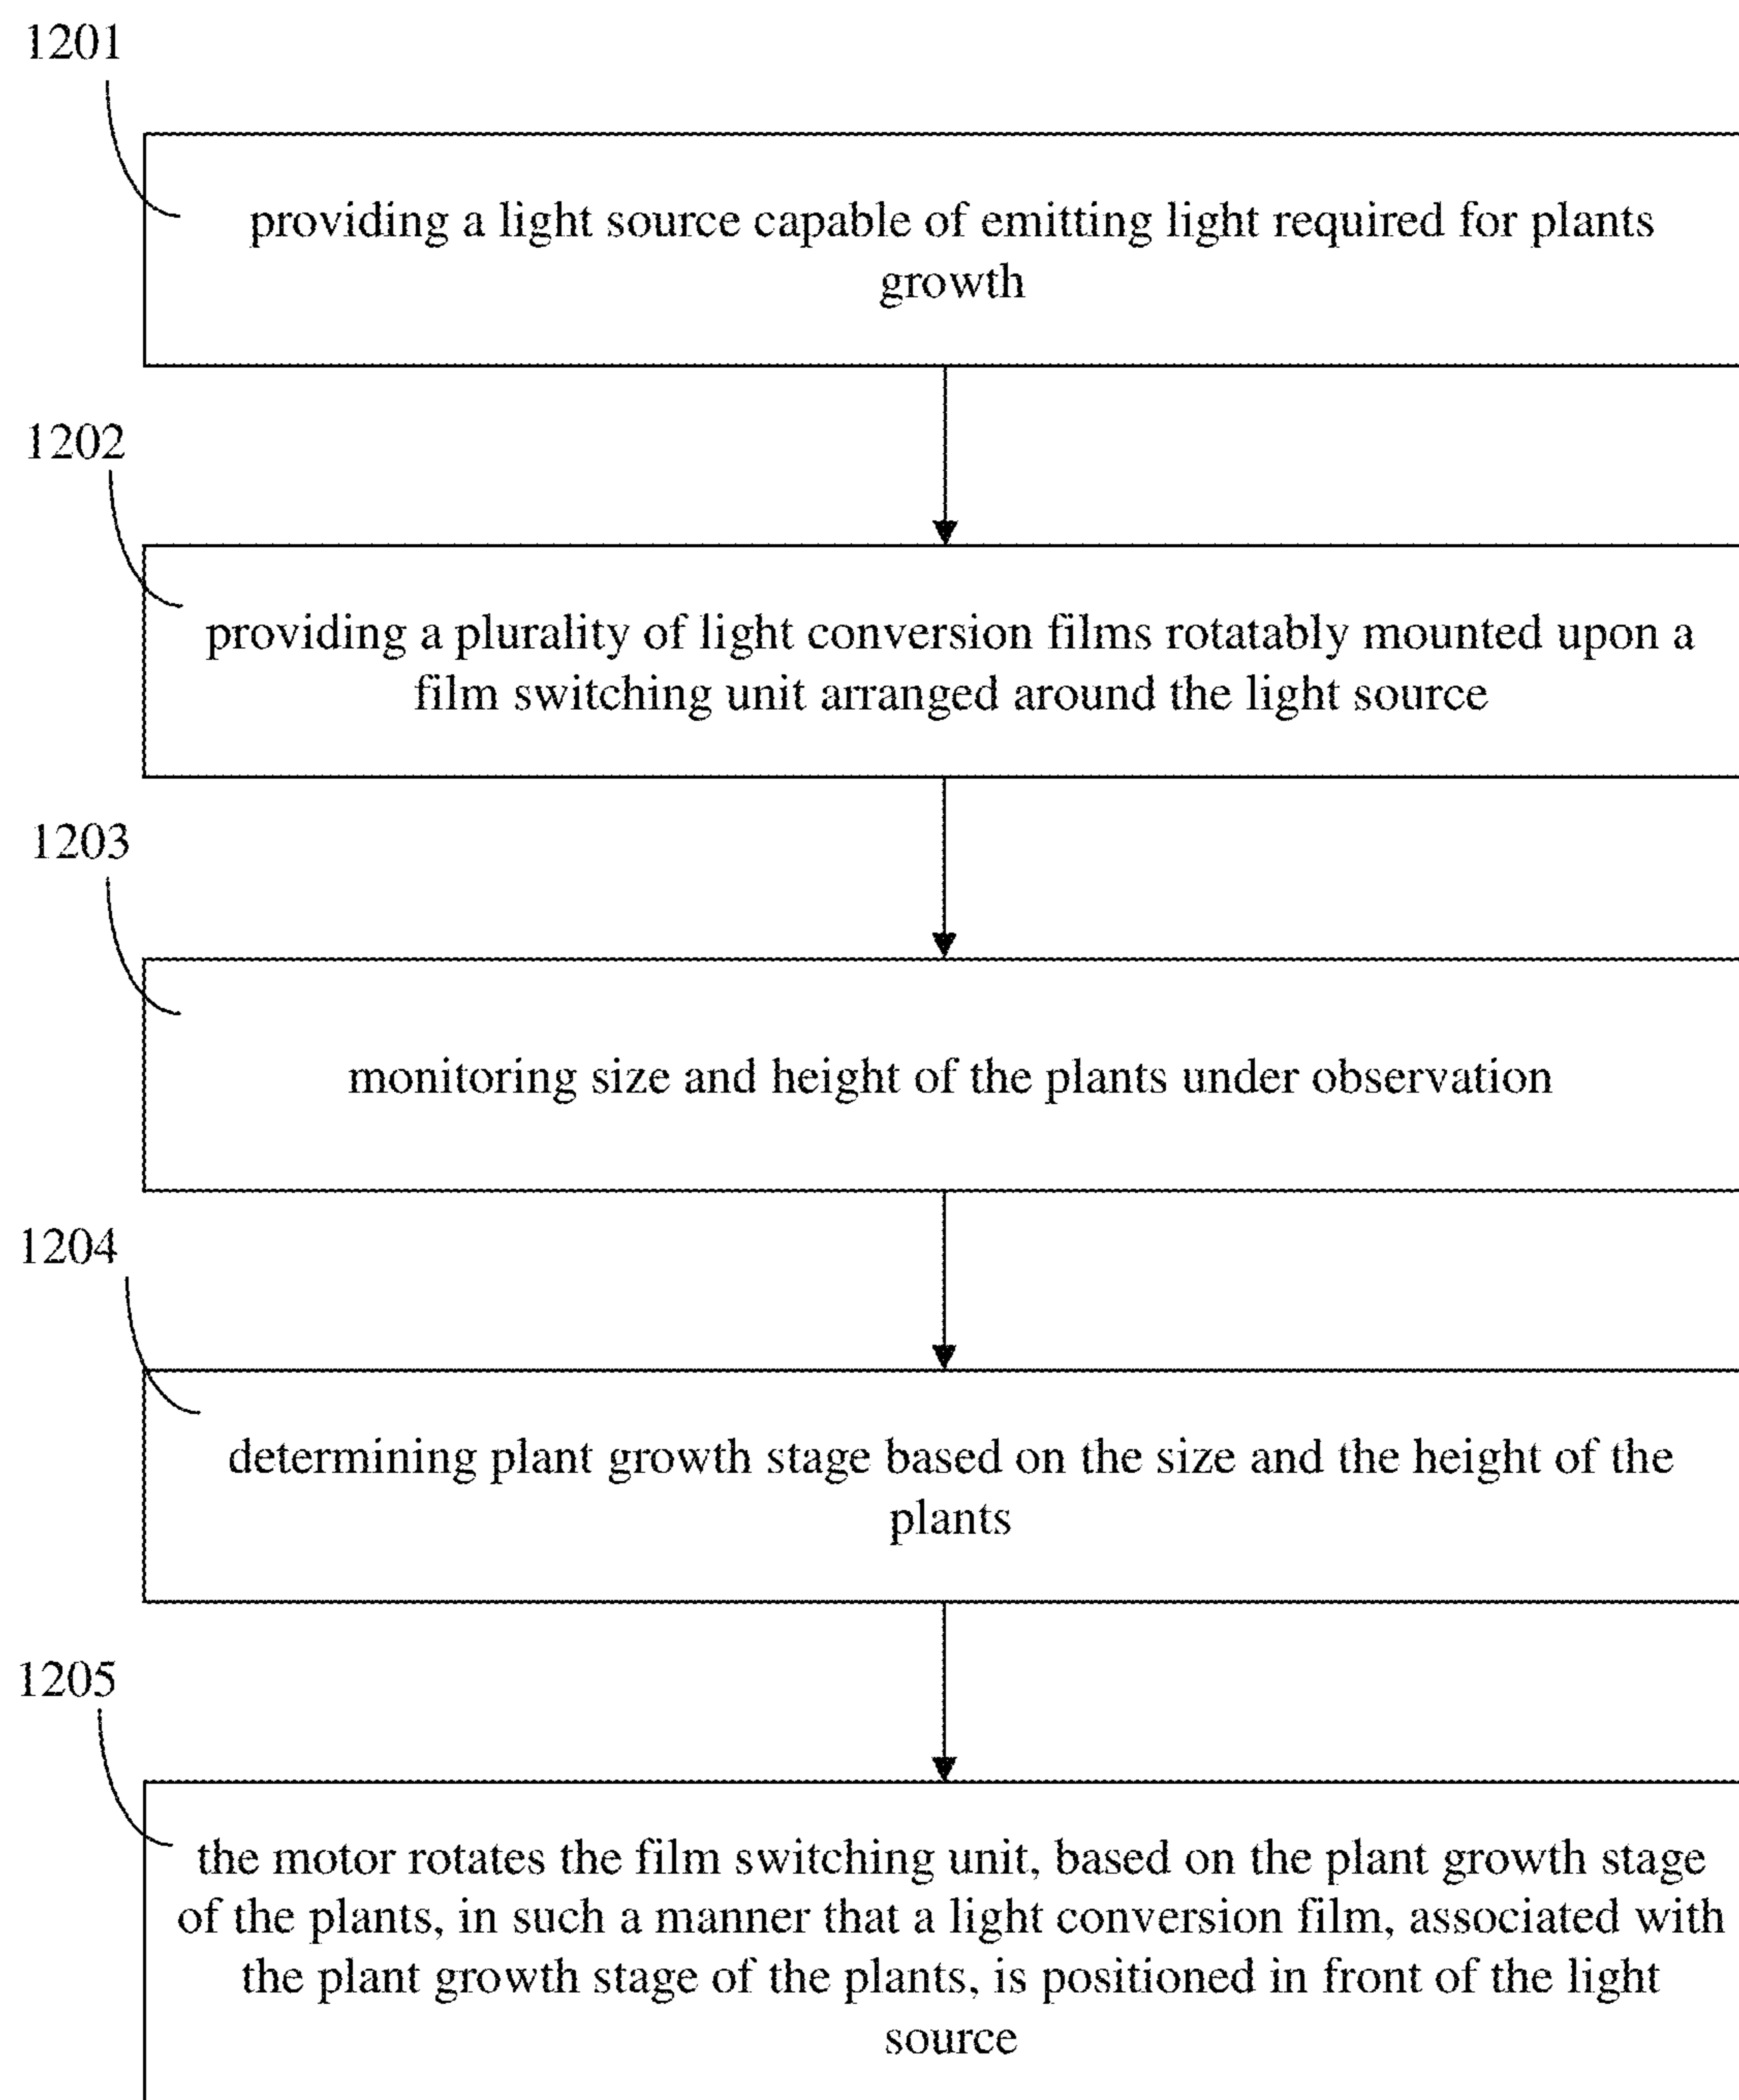 1201
providing a light source capable of emitting light required for plants
growth
1202
providing a plurality of light conversion films rotatably mounted upon a
film switching unit arranged around the light source
1203
monitoring size and height of the plants under observation
1204
determining plant growth stage based on the size and the height of the
plants
1205
the motor rotates the film switching unit, based on the plant growth stage
of the plants, in such a manner that a light conversion film, associated with
the plant growth stage of the plants, is positioned in front of the light
source